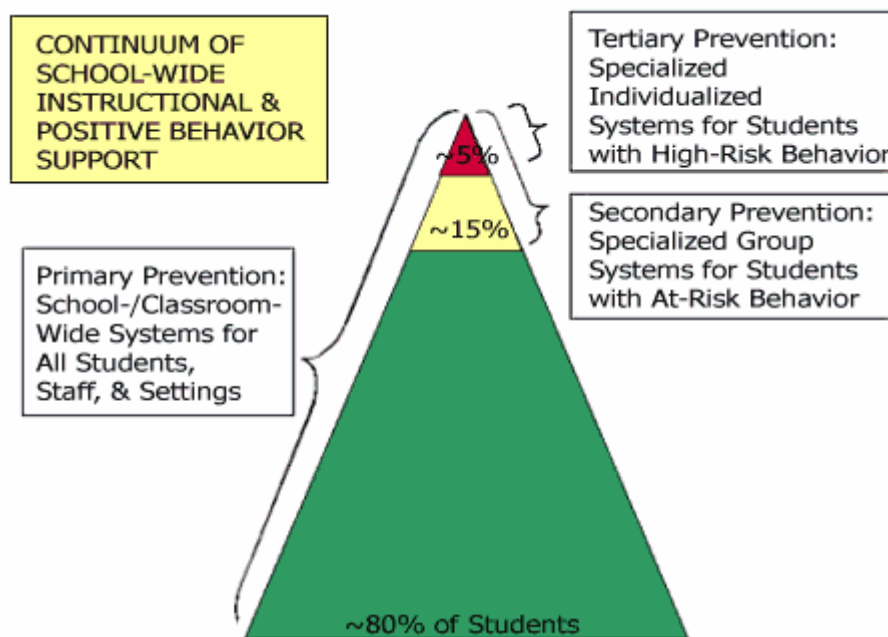 CONTINUUM OF
SCHOOL-WIDE
INSTRUCTIONAL &
POSITIVE BEHAVIOR
SUPPORT
Tertiary Prevention:
Specialized
Individualized
Systems for Students
with High-Risk Behavior
~5%
Secondary Prevention:
Specialized Group
Systems for Students
with At-Risk Behavior
~15%
Primary Prevention:
School-/Classroom-
Wide Systems for
All Students,
Staff, & Settings
~80% of Students